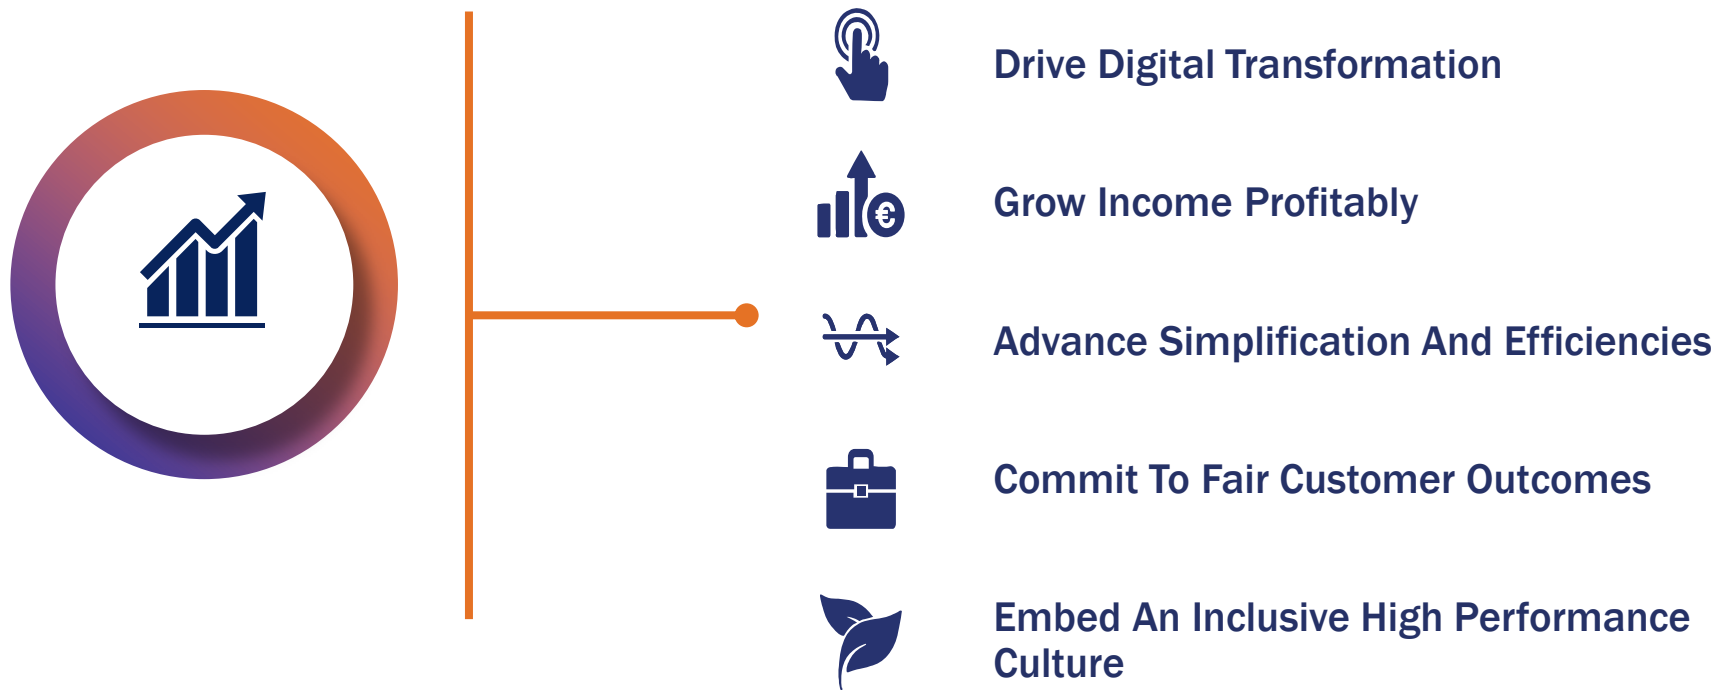 Drive Digital Transformation
Grow Income Profitably
Advance Simplification And Efficiencies
Commit To Fair Customer Outcomes
Embed An Inclusive High Performance
Culture